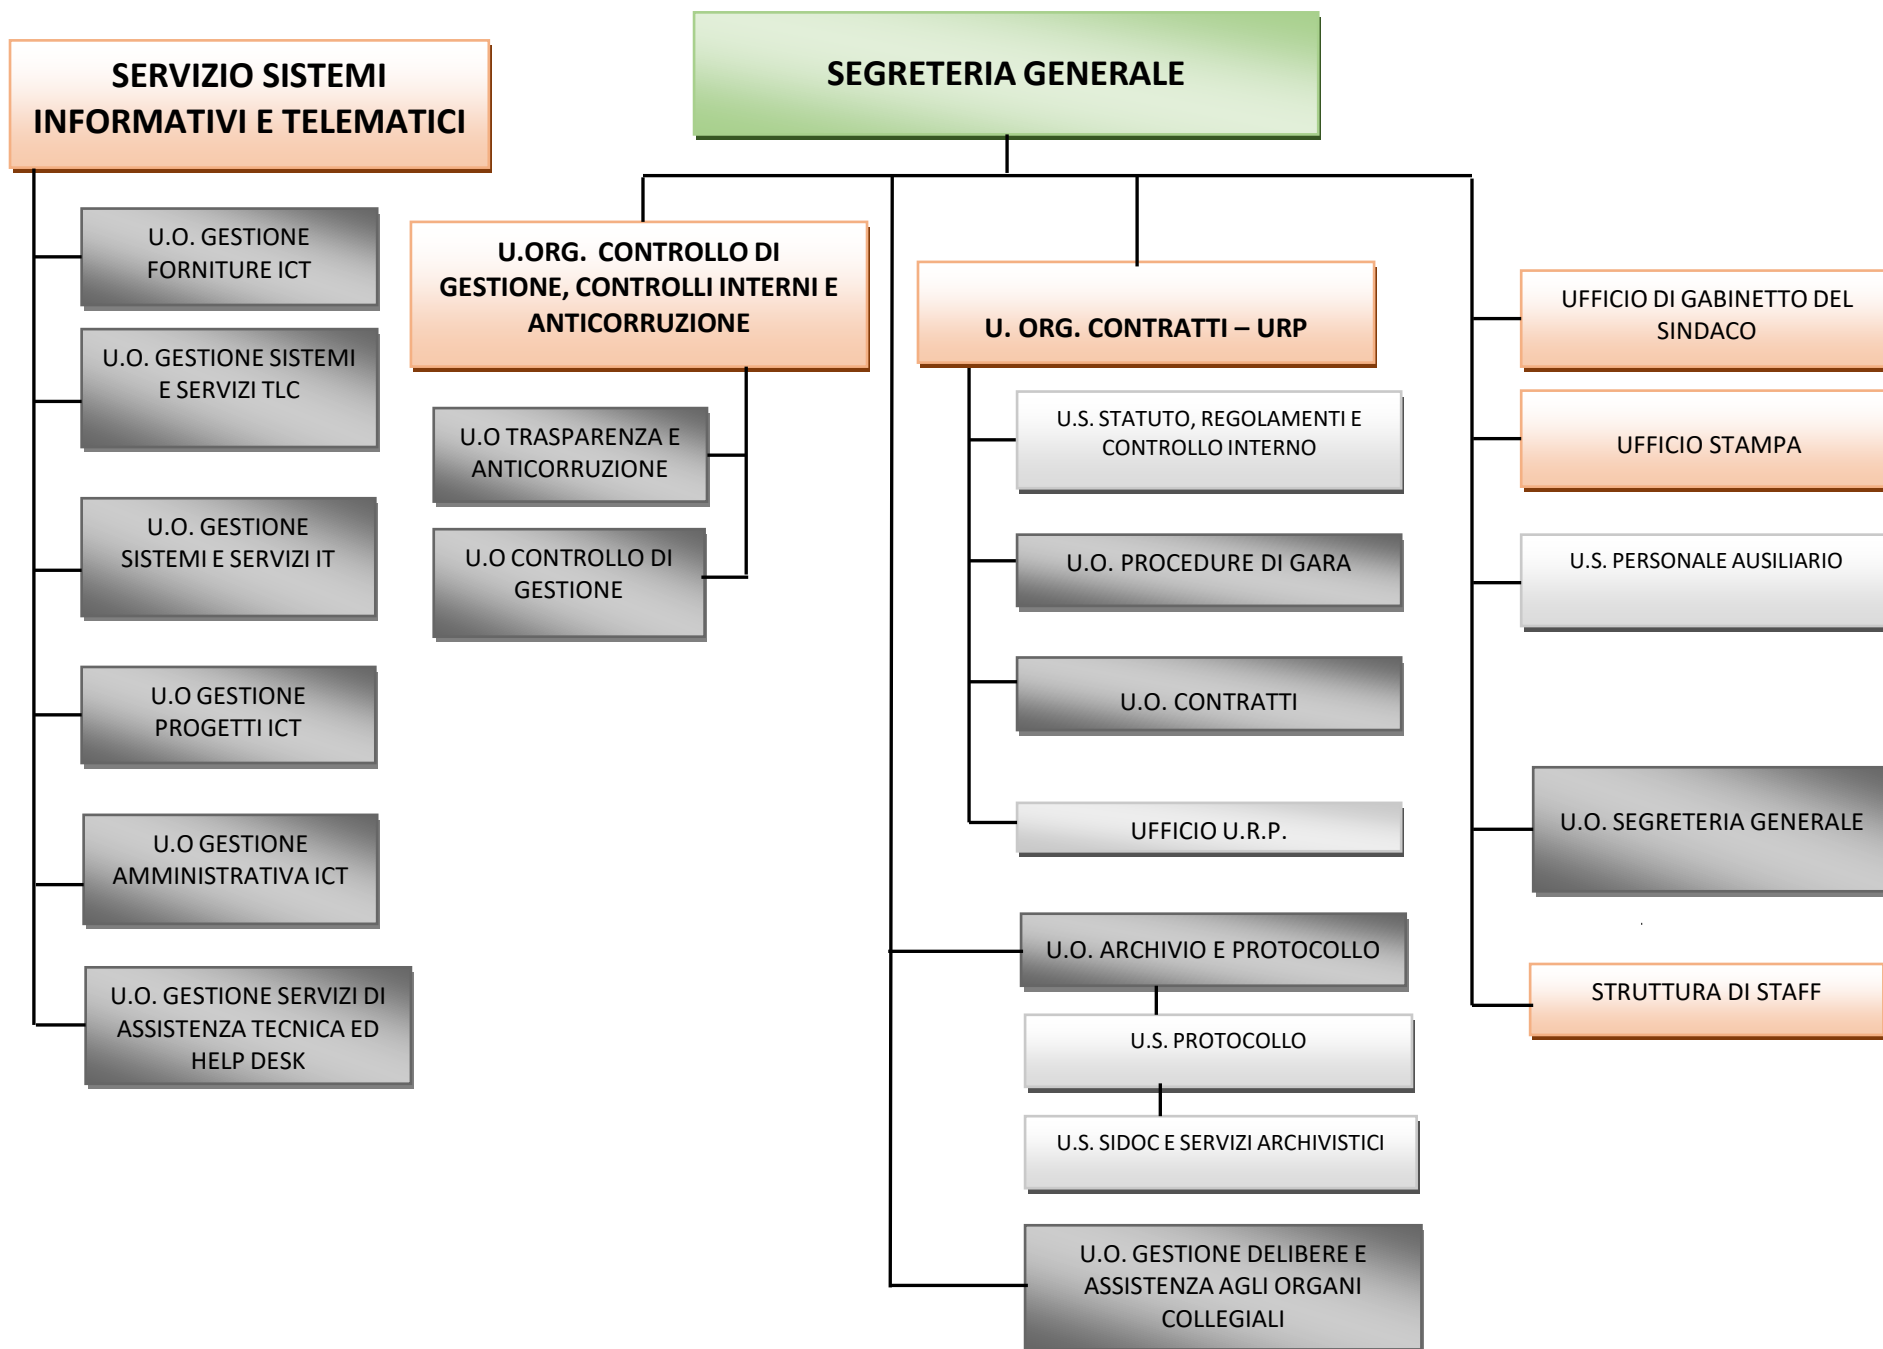 SERVIZIO SISTEMI
INFORMATIVI E TELEMATICI
U.O. GESTIONE
FORNITURE ICT
U.O. GESTIONE SISTEMI
E SERVIZI TLC
U.O. GESTIONE
SISTEMI E SERVIZI IT
U.O GESTIONE
PROGETTI ICT
U.O GESTIONE
AMMINISTRATIVA ICT
U.O. GESTIONE SERVIZI DI
ASSISTENZA TECNICA ED
HELP DESK
SEGRETERIA GENERALE
U.ORG. CONTROLLO DI
GESTIONE, CONTROLLI INTERNI E
ANTICORRUZIONE
U.O TRASPARENZA E
ANTICORRUZIONE
U.O CONTROLLO DI
GESTIONE
U. ORG. CONTRATTI – URP
U.S. STATUTO, REGOLAMENTI E
CONTROLLO INTERNO
U.O. PROCEDURE DI GARA
U.O. CONTRATTI
UFFICIO U.R.P.
U.O. ARCHIVIO E PROTOCOLLO
U.S. PROTOCOLLO
U.S. SIDOC E SERVIZI ARCHIVISTICI
U.O. GESTIONE DELIBERE E
ASSISTENZA AGLI ORGANI
COLLEGIALI
UFFICIO DI GABINETTO DEL
SINDACO
UFFICIO STAMPA
U.S. PERSONALE AUSILIARIO
U.O. SEGRETERIA GENERALE
.
STRUTTURA DI STAFF